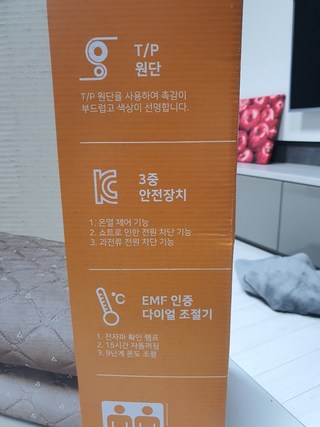 T/P
원단
T/P 원단을 사용하여 촉감이
부드럽고 색상이 선명합니다.
3중
안전장치
1. 온열 제어 기능
2. 쇼트로 인한 전원 차단 기능
3. 과전류 전원 차단 기능
°C
EMF 인증
다이얼 조절기
1. 전자파 확인 램프
2. 15시간 자동꺼짐
3. 9단계 온도 조절